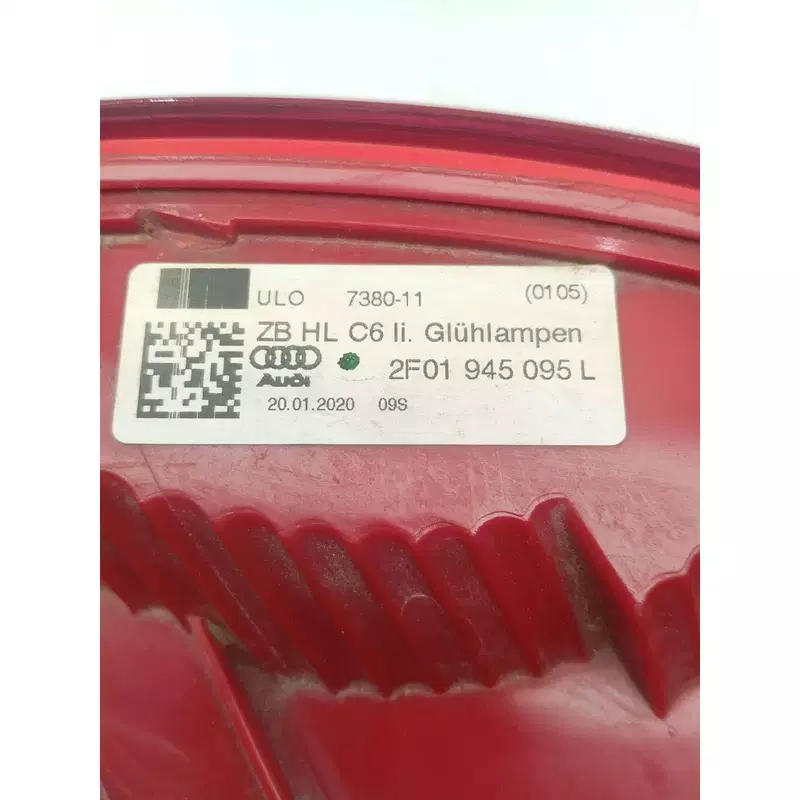 ULO 7380-11 (0105)
ZB HL C6 li. Glühlampen
Audi 2F01 945 095 L
20.01.2020 09S